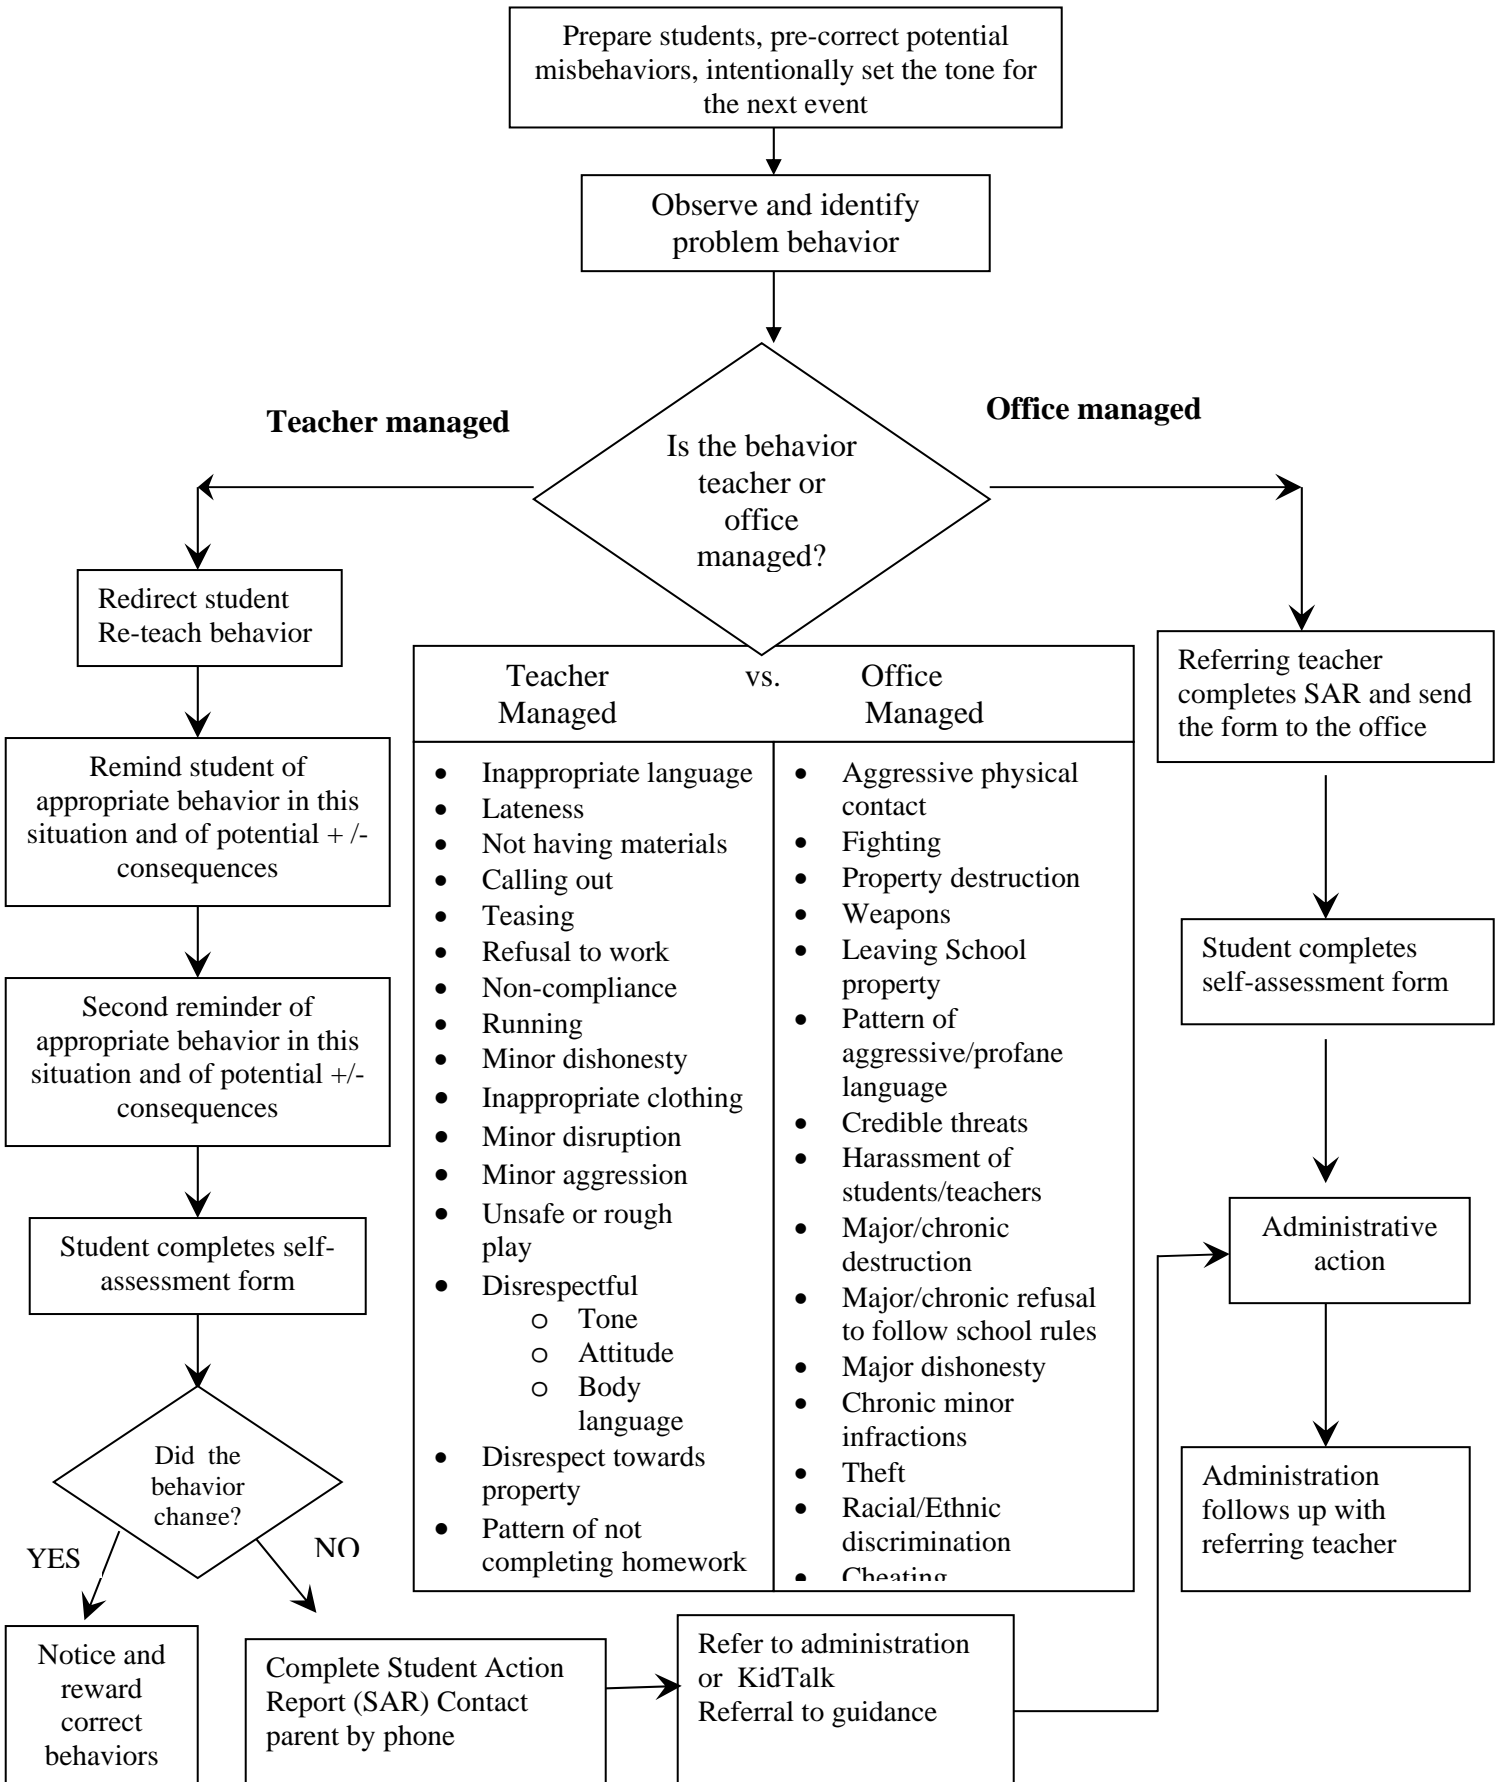 Prepare students, pre-correct potential
misbehaviors, intentionally set the tone for
the next event
Observe and identify
problem behavior
Teacher managed
Office managed
Is the behavior
teacher or
office
managed?
Redirect student
Re-teach behavior
Remind student of
appropriate behavior in this
situation and of potential + /-
consequences
Second reminder of
appropriate behavior in this
situation and of potential +/-
consequences
Student completes self-
assessment form
Did the
behavior
change?
YES
NO
Notice and
reward
correct
behaviors
Complete Student Action
Report (SAR) Contact
parent by phone
Refer to administration
or KidTalk
Referral to guidance
Teacher vs. Office
Managed Managed
• Inappropriate language
• Lateness
• Not having materials
• Calling out
• Teasing
• Refusal to work
• Non-compliance
• Running
• Minor dishonesty
• Inappropriate clothing
• Minor disruption
• Minor aggression
• Unsafe or rough
play
• Disrespectful
o Tone
o Attitude
o Body
language
• Disrespect towards
property
• Pattern of not
completing homework
• Aggressive physical
contact
• Fighting
• Property destruction
• Weapons
• Leaving School
property
• Pattern of
aggressive/profane
language
• Credible threats
• Harassment of
students/teachers
• Major/chronic
destruction
• Major/chronic refusal
to follow school rules
• Major dishonesty
• Chronic minor
infractions
• Theft
• Racial/Ethnic
discrimination
• Cheating
Referring teacher
completes SAR and send
the form to the office
Student completes
self-assessment form
Administrative
action
Administration
follows up with
referring teacher